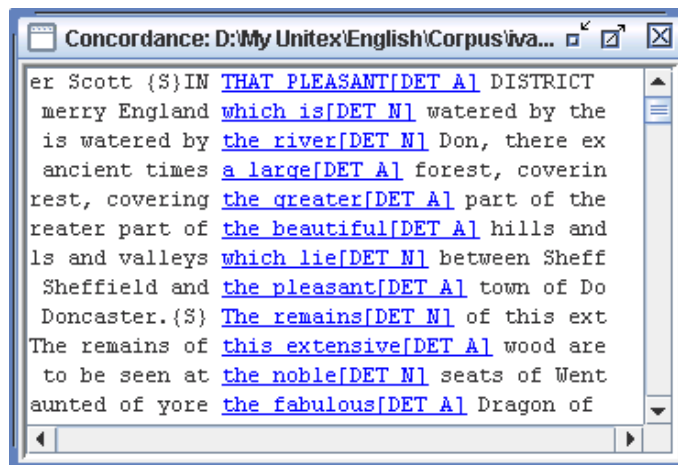 Concordance: D:\My Unitex\English\Corpus\iva...
er Scott {S}IN THAT PLEASANT[DET A] DISTRICT
merry England which is[DET N] watered by the
is watered by the river[DET N] Don, there ex
ancient times a large[DET A] forest, coverin
rest, covering the greater[DET A] part of the
reater part of the beautiful[DET A] hills and
ls and valleys which lie[DET N] between Sheff
Sheffield and the pleasant[DET A] town of Do
Doncaster.{S} The remains[DET N] of this ext
The remains of this extensive[DET A] wood are
to be seen at the noble[DET N] seats of Went
aunted of yore the fabulous[DET A] Dragon of